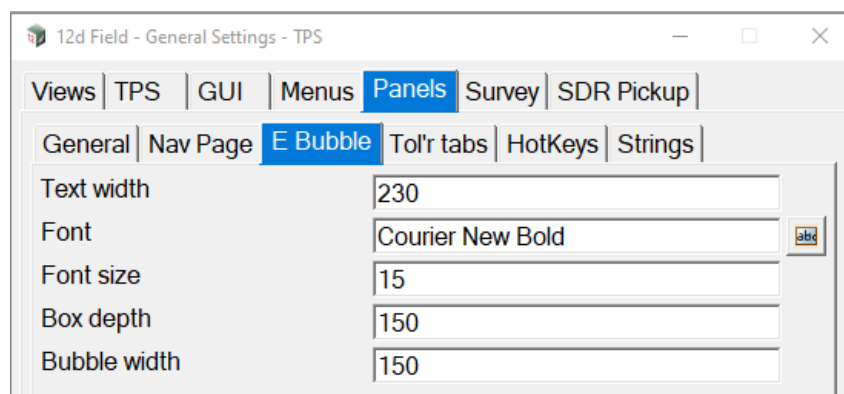 12d Field - General Settings - TPS
Views TPS GUI Menus Panels Survey SDR Pickup
General Nav Page E Bubble Tol'r tabs HotKeys Strings
Text width 230
Font Courier New Bold abc
Font size 15
Box depth 150
Bubble width 150